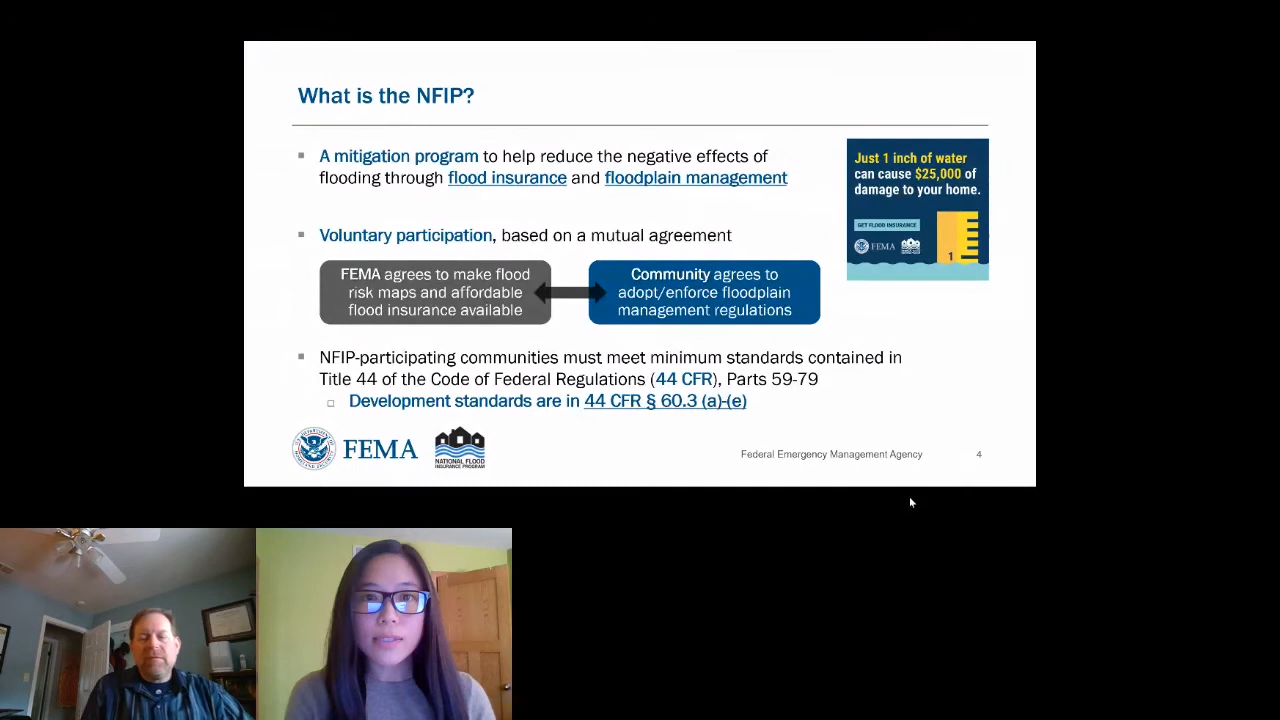 What is the NFIP?
A mitigation program to help reduce the negative effects of
flooding through flood insurance and floodplain management
Just 1 inch of water
can cause $25,000 of
damage to your home.
GET FLOOD INSURANCE
FEMA
1
Voluntary participation, based on a mutual agreement
FEMA agrees to make flood
risk maps and affordable
flood insurance available
Community agrees to
adopt/enforce floodplain
management regulations
NFIP-participating communities must meet minimum standards contained in
Title 44 of the Code of Federal Regulations (44 CFR), Parts 59-79
Development standards are in 44 CFR § 60.3 (a)-(e)
FEMA
NATIONAL FLOOD
INSURANCE PROGRAM
Federal Emergency Management Agency
4